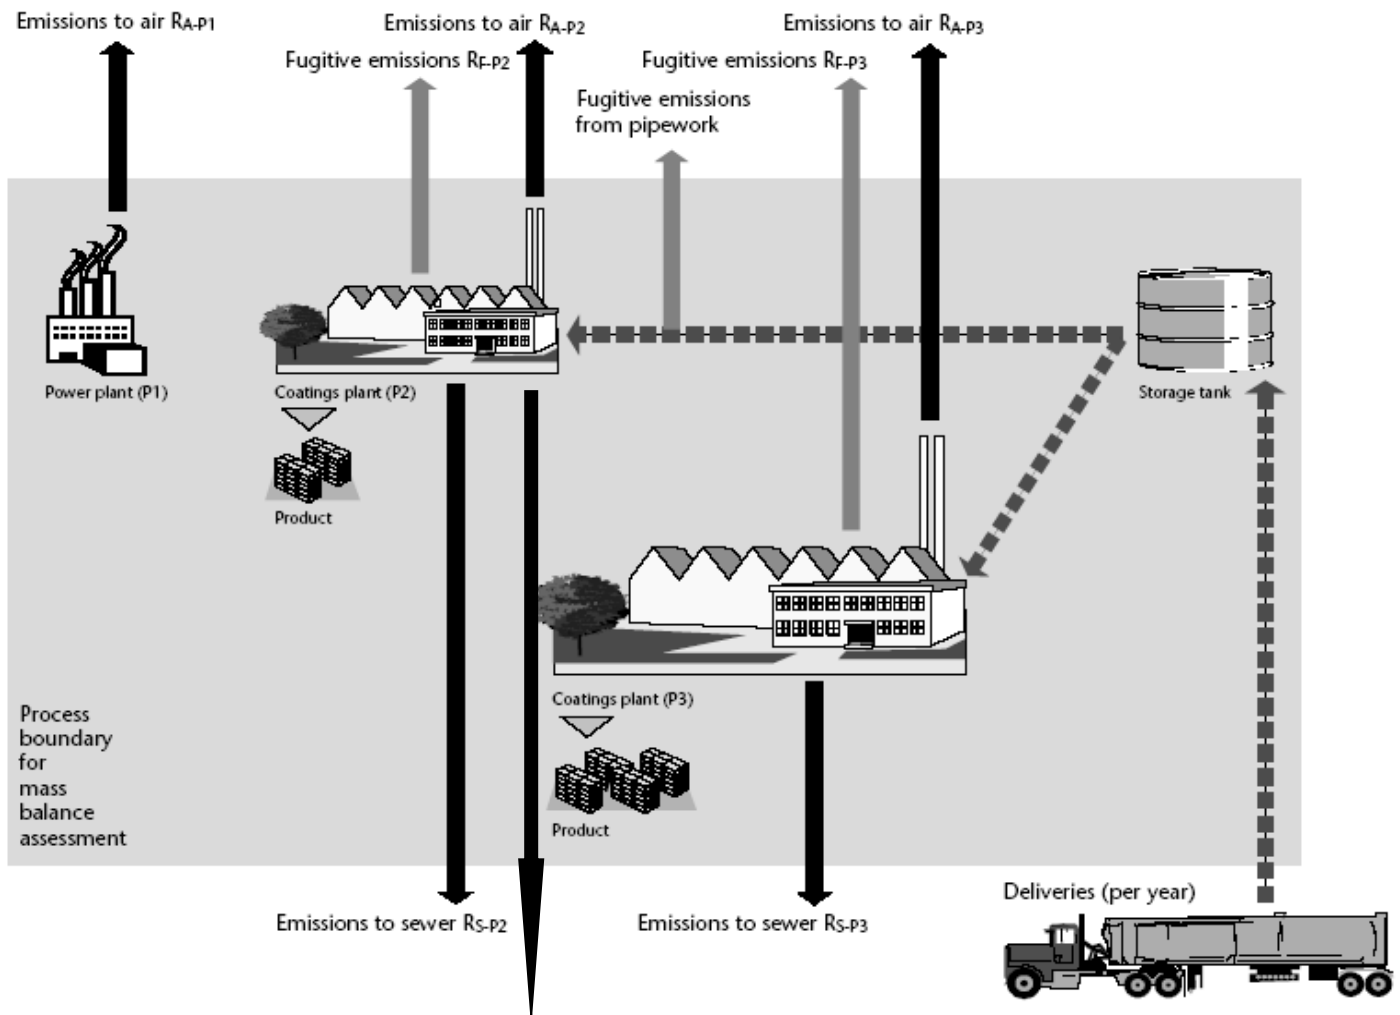 Emissions to air RA-P1
Emissions to air RA-P2
Emissions to air RA-P3
Fugitive emissions RF-P2
Fugitive emissions RF-P3
Fugitive emissions
from pipework
Power plant (P1)
Coatings plant (P2)
Storage tank
Product
Coatings plant (P3)
Process
boundary
for
mass
balance
assessment
Product
Deliveries (per year)
Emissions to sewer RS-P2
Emissions to sewer RS-P3